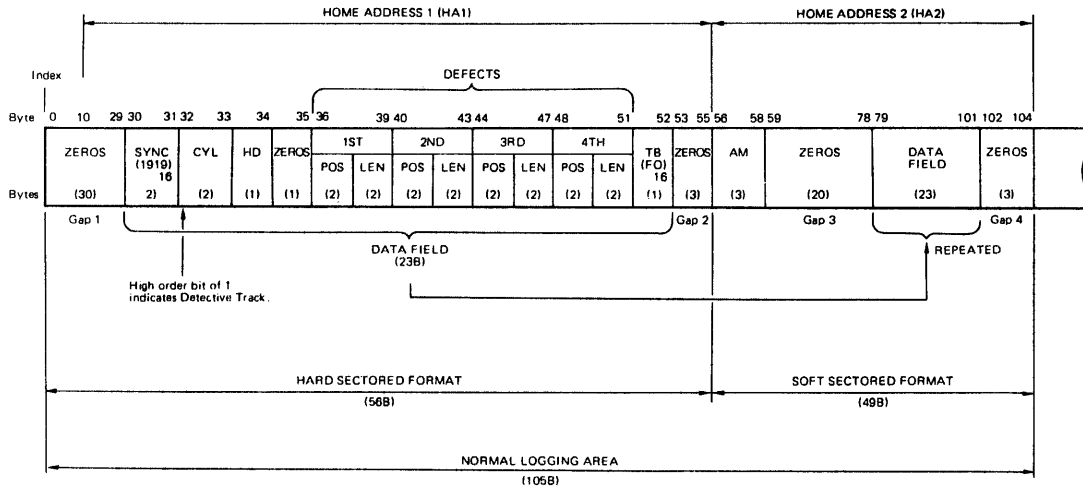 HOME ADDRESS 1 (HA1) HOME ADDRESS 2 (HA2)
Index
DEFECTS
Byte 0 10 29 30 31 32 33 34 35 36 39 40 43 44 47 48 51 52 53 55 56 58 59 78 79 101 102 104
ZEROS SYNC CYL HD ZEROS 1ST 2ND 3RD 4TH TB ZEROS AM ZEROS DATA ZEROS
(1919) (FO) FIELD
16 POS LEN POS LEN POS LEN POS LEN 16
Bytes (30) 2) (2) (1) (1) (2) (2) (2) (2) (2) (2) (2) (2) (1) (3) (3) (20) (23) (3)
Gap 1 Gap 2 Gap 3 Gap 4
DATA FIELD REPEATED
(23B)
High order bit of 1
indicates Detective Track.
HARD SECTORED FORMAT SOFT SECTORED FORMAT
(56B) (49B)
NORMAL LOGGING AREA
(105B)